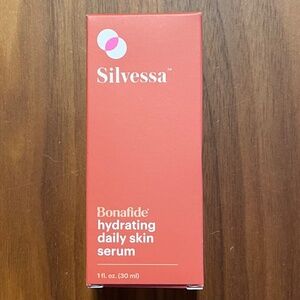 Silvessa™
Bonafide®
hydrating
daily skin
serum
1 fl. oz. (30 ml)